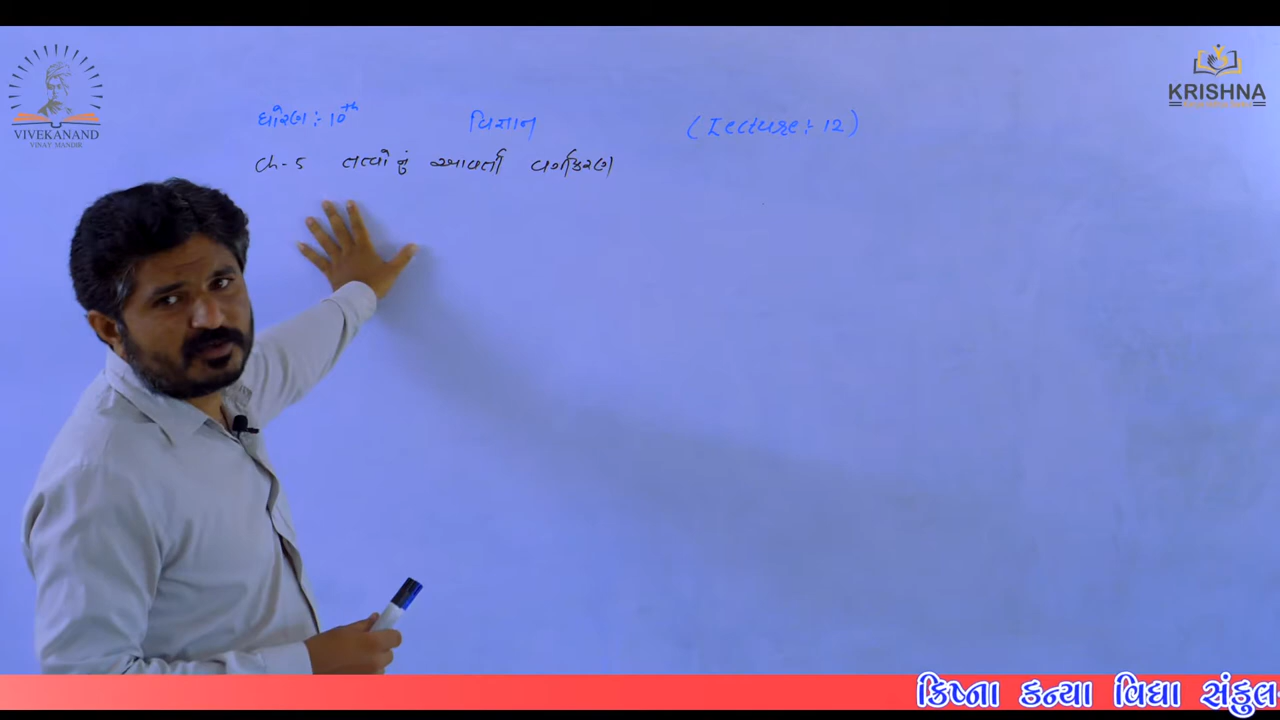 VIVEKANAND
VINAY MANDIR
KRISHNA
ધોરણ : 10th વિજ્ઞાન (Lecture : 12)
Ch - 5 તત્વોનું આવર્તી વર્ગીકરણ
ક્રિષ્ના કન્યા વિદ્યા સંકુલ